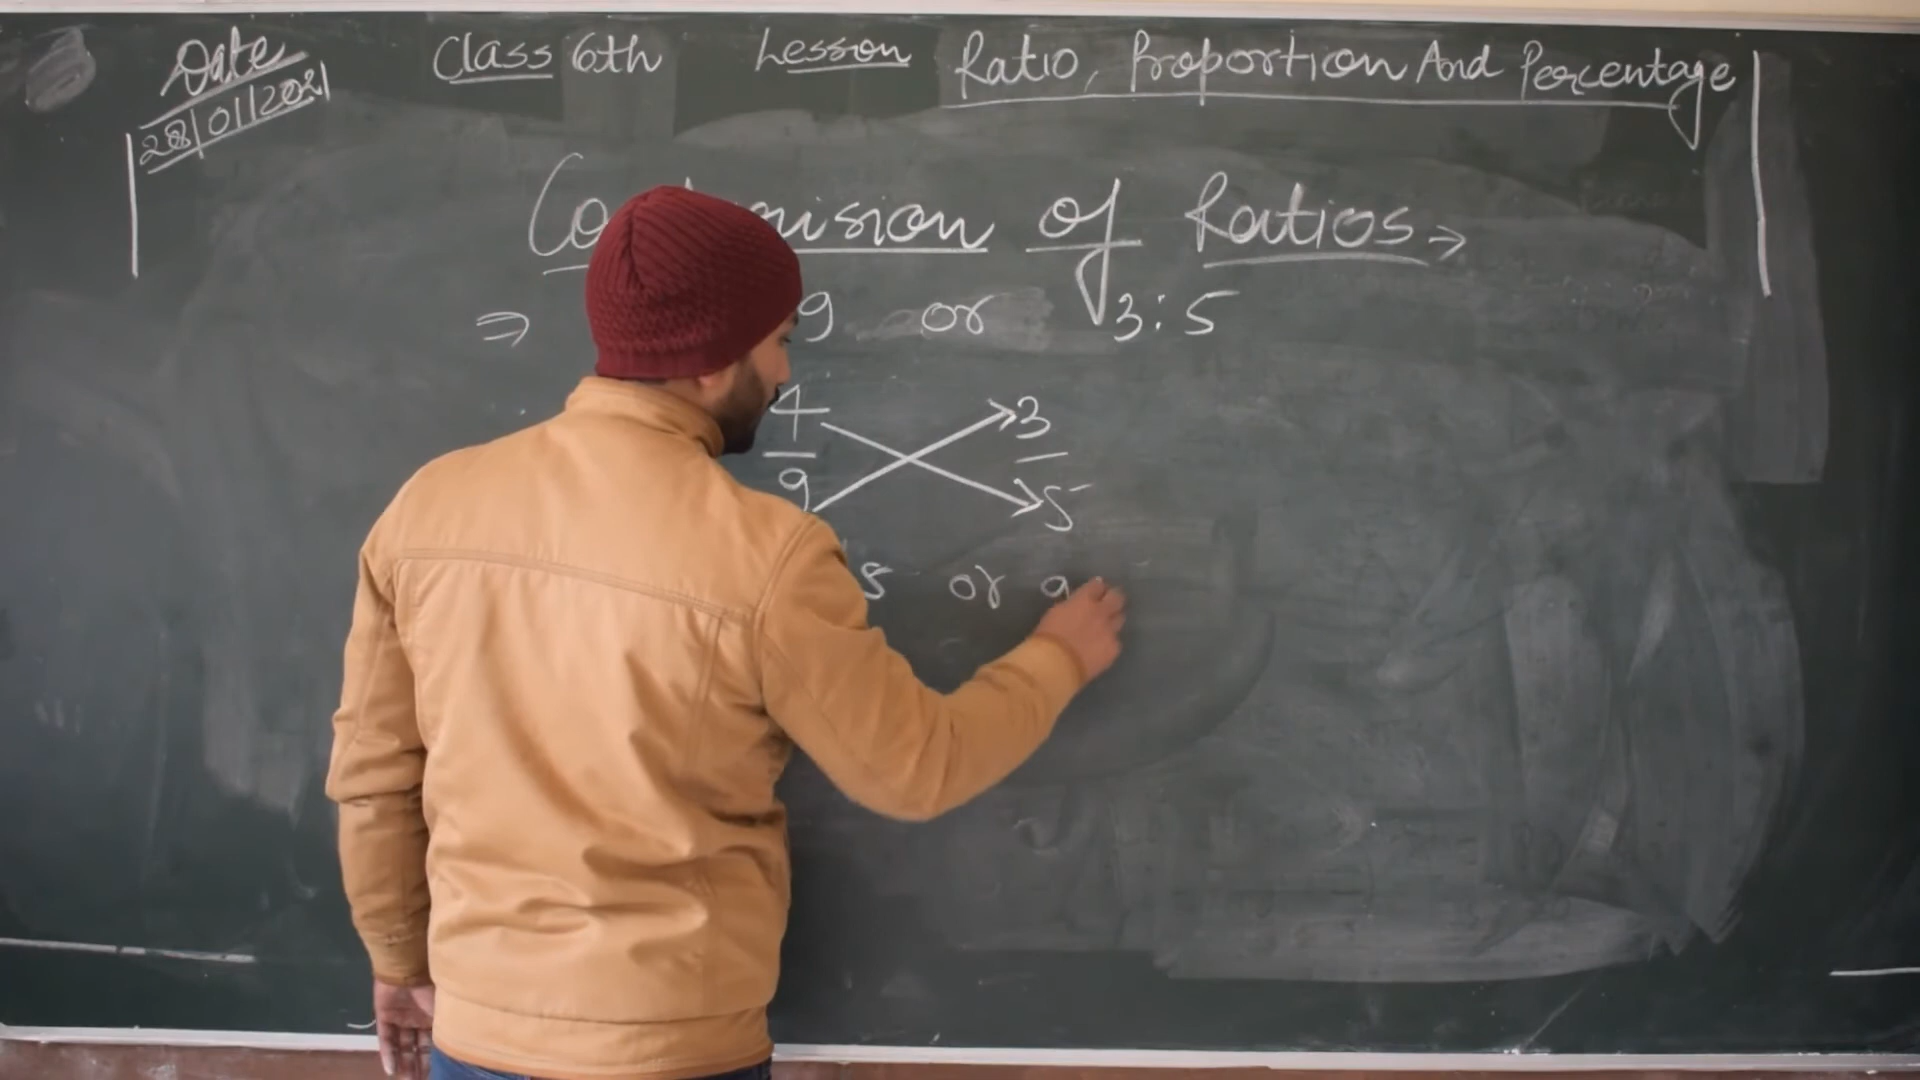 Date Class 6th Lesson Ratio, Proportion And Percentage
28/01/2021
of Ratios →
⇒ 9 or 3:5
4 3
9 5
5 or 9